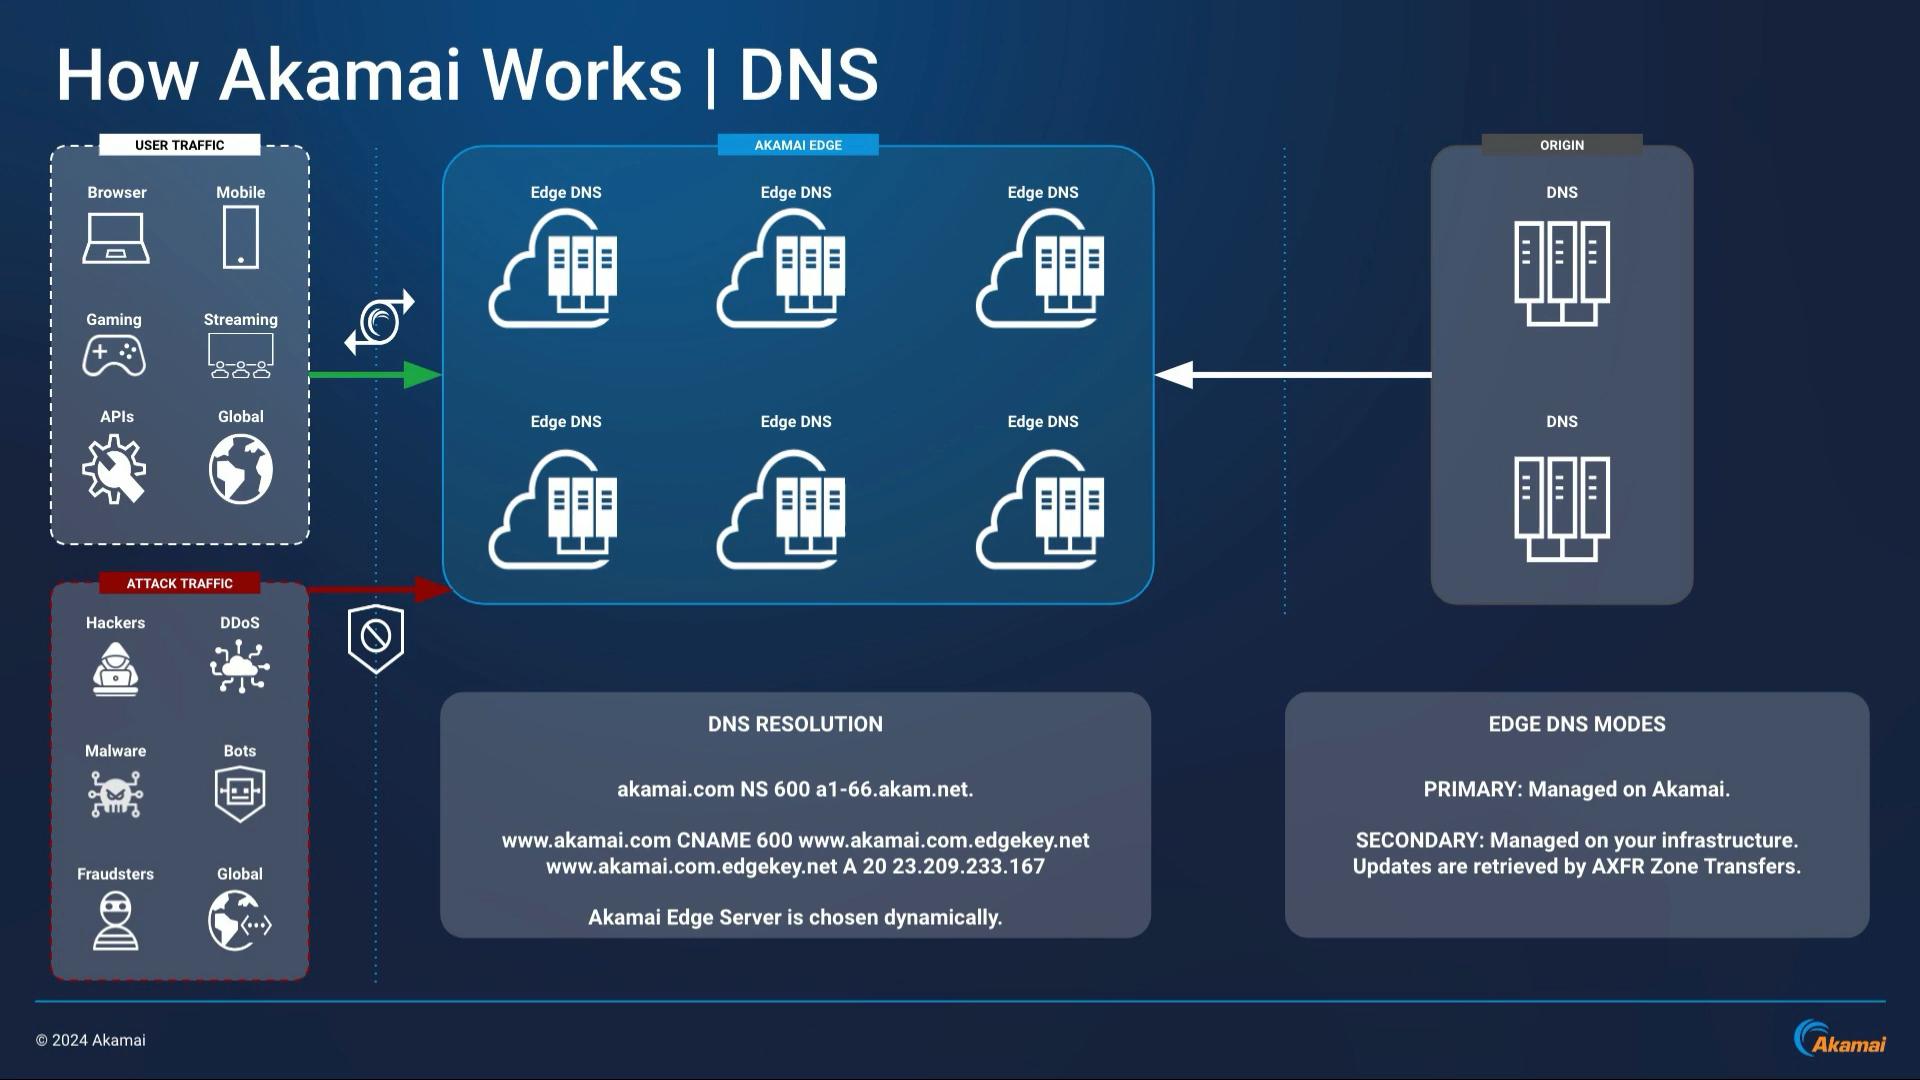 How Akamai Works | DNS
USER TRAFFIC
Browser
Mobile
Gaming
Streaming
APIs
Global
ATTACK TRAFFIC
Hackers
DDoS
Malware
Bots
Fraudsters
Global
AKAMAI EDGE
Edge DNS
Edge DNS
Edge DNS
Edge DNS
Edge DNS
Edge DNS
ORIGIN
DNS
DNS
DNS RESOLUTION
akamai.com NS 600 a1-66.akam.net.
www.akamai.com CNAME 600 www.akamai.com.edgekey.net
www.akamai.com.edgekey.net A 20 23.209.233.167
Akamai Edge Server is chosen dynamically.
EDGE DNS MODES
PRIMARY: Managed on Akamai.
SECONDARY: Managed on your infrastructure.
Updates are retrieved by AXFR Zone Transfers.
© 2024 Akamai
Akamai